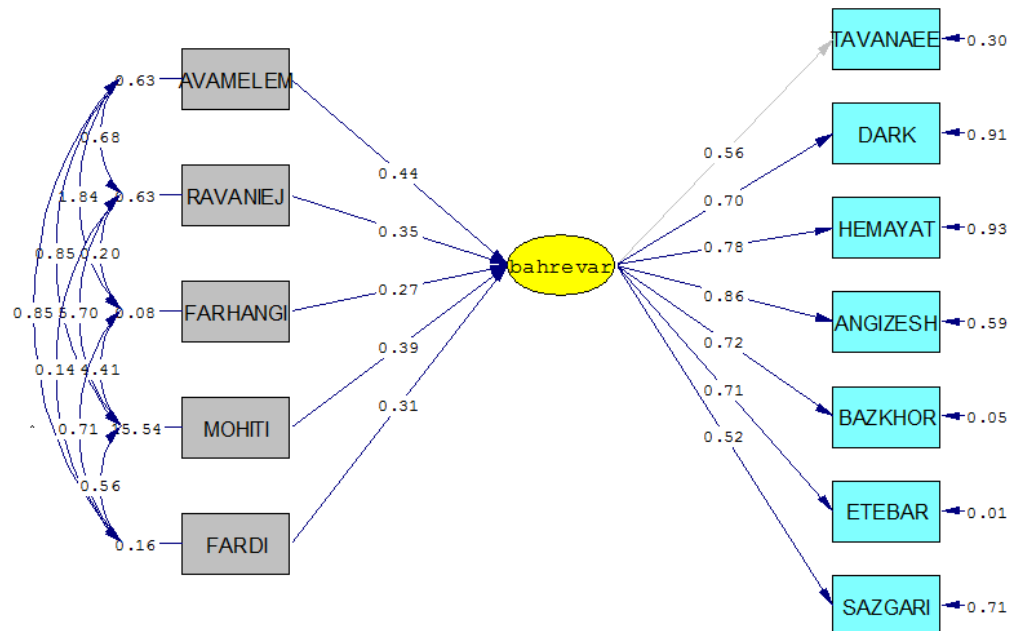 TAVANAEE
0.30
0.63
AVAMELEM
0.68
0.56
DARK
0.91
0.44
0.70
1.84
0.63
RAVANIEJ
0.35
0.78
HEMAYAT
0.93
0.85
0.20
bahrevar
0.86
0.85
5.70
0.08
FARHANGI
0.27
ANGIZESH
0.59
0.39
0.72
0.14
4.41
0.31
0.71
BAZKHOR
0.05
0.71
15.54
MOHITI
0.52
0.56
ETEBAR
0.01
0.16
FARDI
SAZGARI
0.71